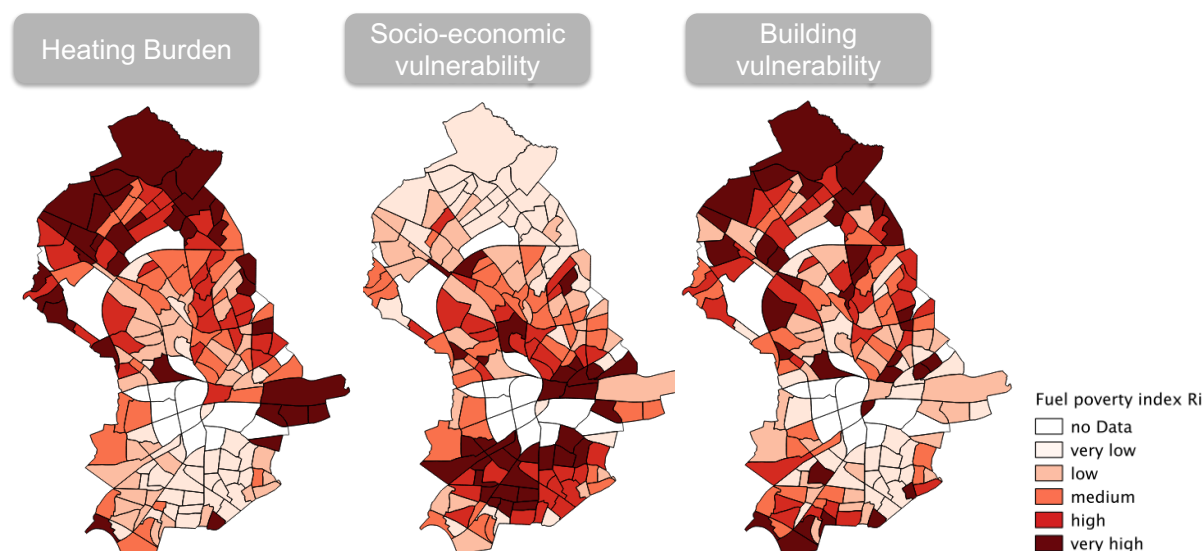 Heating Burden
Socio-economic
vulnerability
Building
vulnerability
Fuel poverty index Ri
no Data
very low
low
medium
high
very high